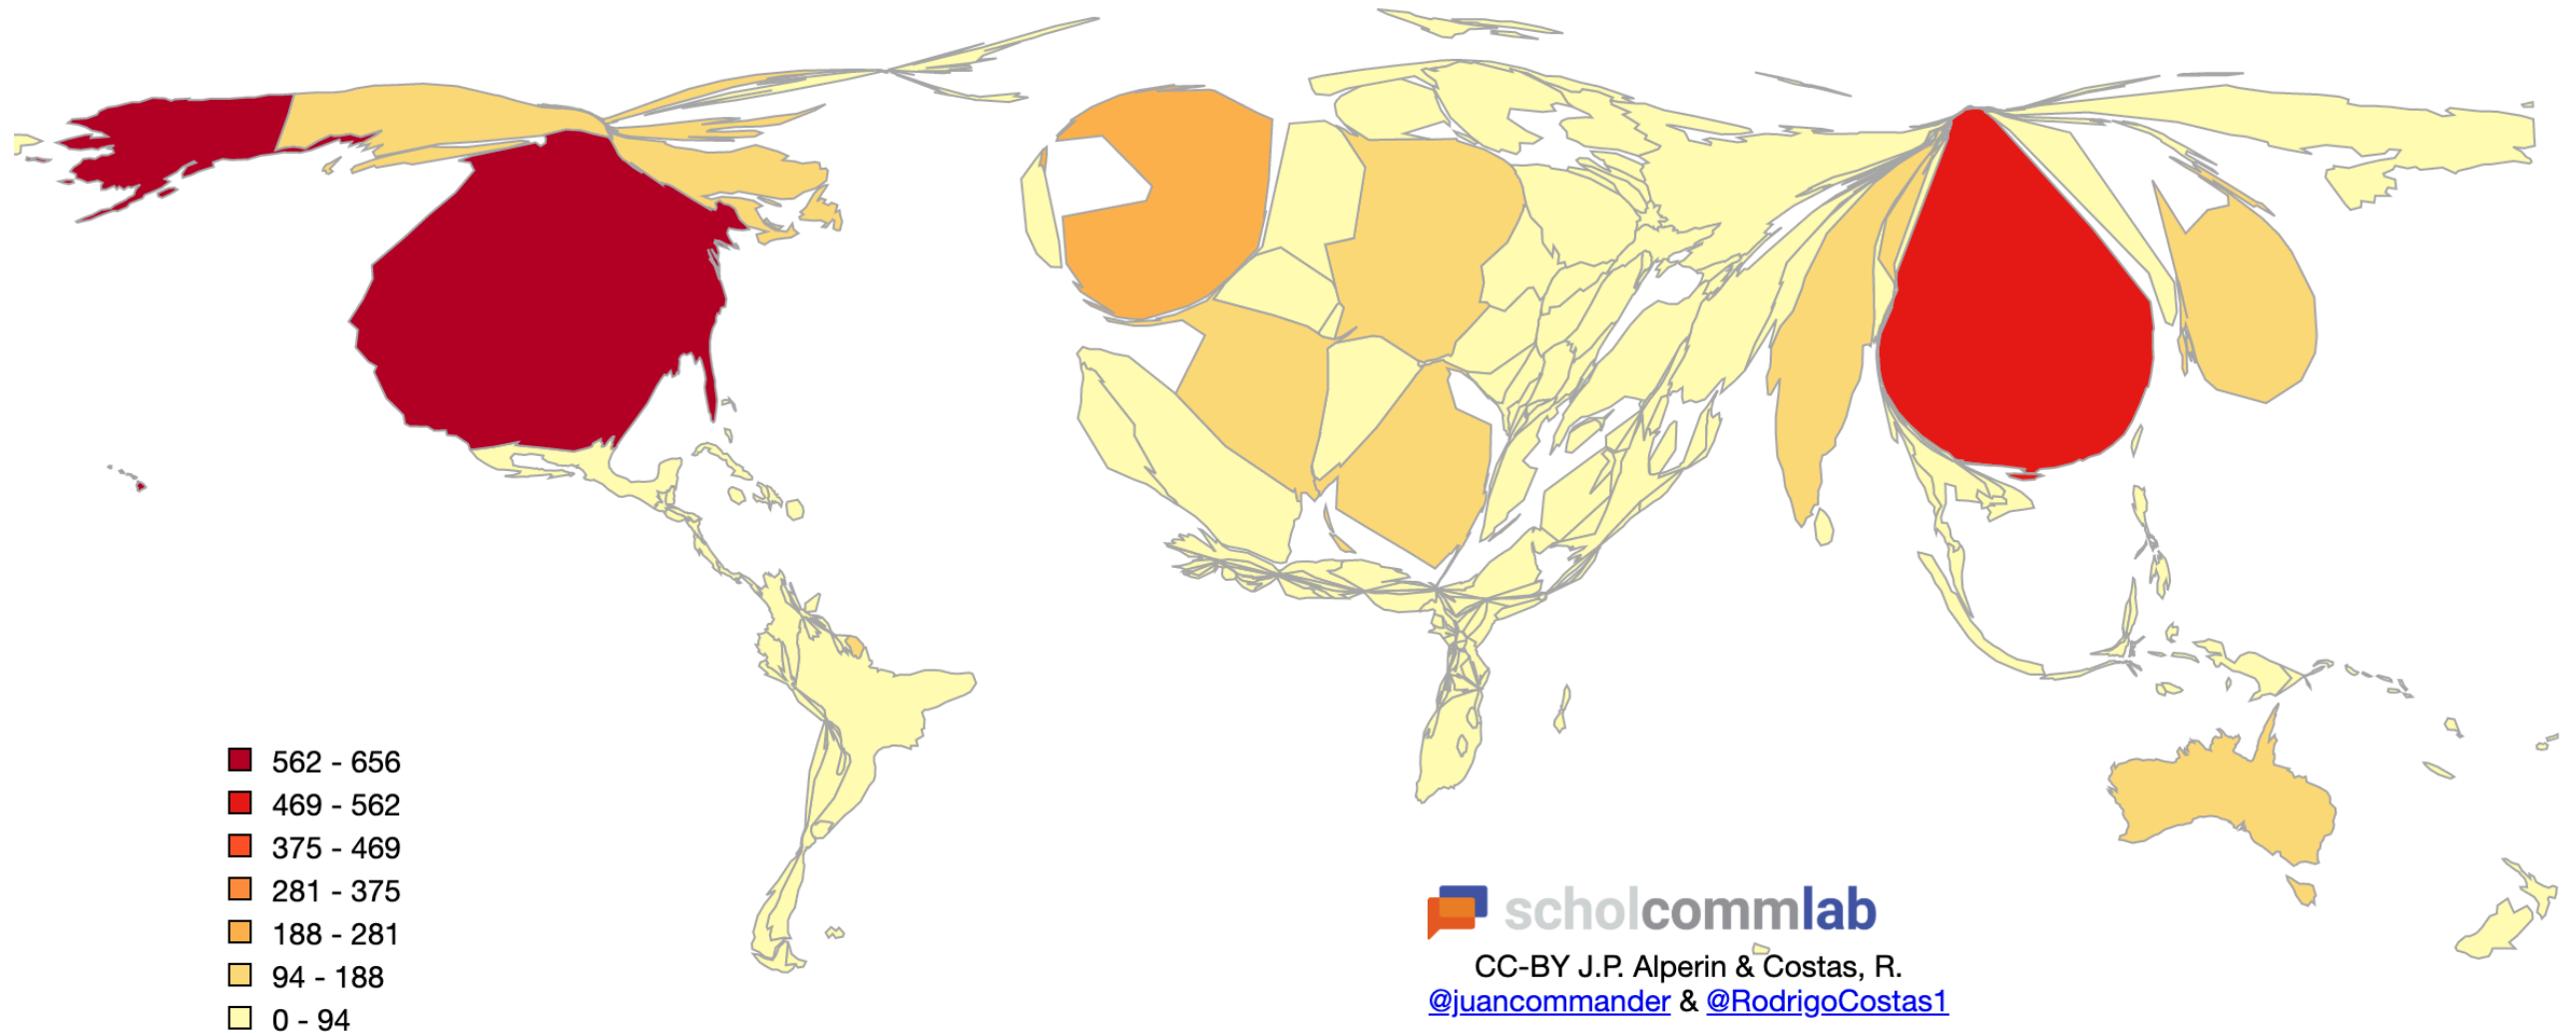 562 - 656
469 - 562
375 - 469
281 - 375
188 - 281
94 - 188
0 - 94
scholcommlab
CC-BY J.P. Alperin & Costas, R.
@juancommander & @RodrigoCostas1